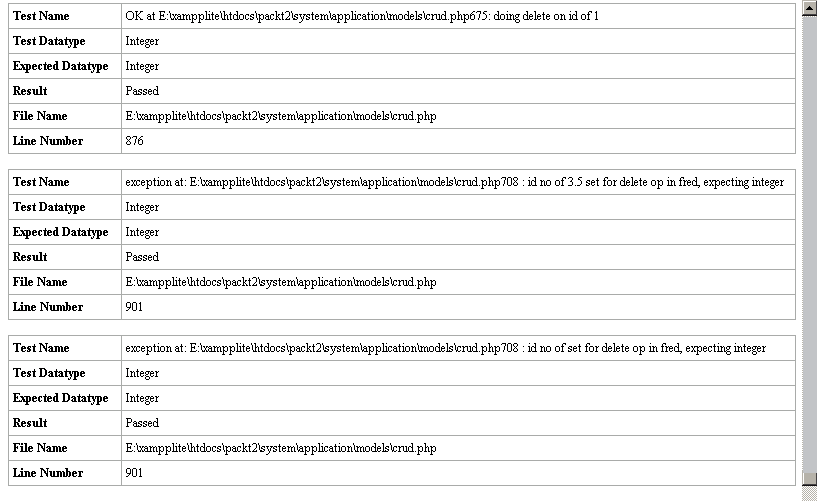 Test Name OK at E:\xampplite\htdocs\packt2\system\application\models\crud.php675: doing delete on id of 1
Test Datatype Integer
Expected Datatype Integer
Result Passed
File Name E:\xampplite\htdocs\packt2\system\application\models\crud.php
Line Number 876
Test Name exception at: E:\xampplite\htdocs\packt2\system\application\models\crud.php708 : id no of 3.5 set for delete op in fred, expecting integer
Test Datatype Integer
Expected Datatype Integer
Result Passed
File Name E:\xampplite\htdocs\packt2\system\application\models\crud.php
Line Number 901
Test Name exception at: E:\xampplite\htdocs\packt2\system\application\models\crud.php708 : id no of set for delete op in fred, expecting integer
Test Datatype Integer
Expected Datatype Integer
Result Passed
File Name E:\xampplite\htdocs\packt2\system\application\models\crud.php
Line Number 901